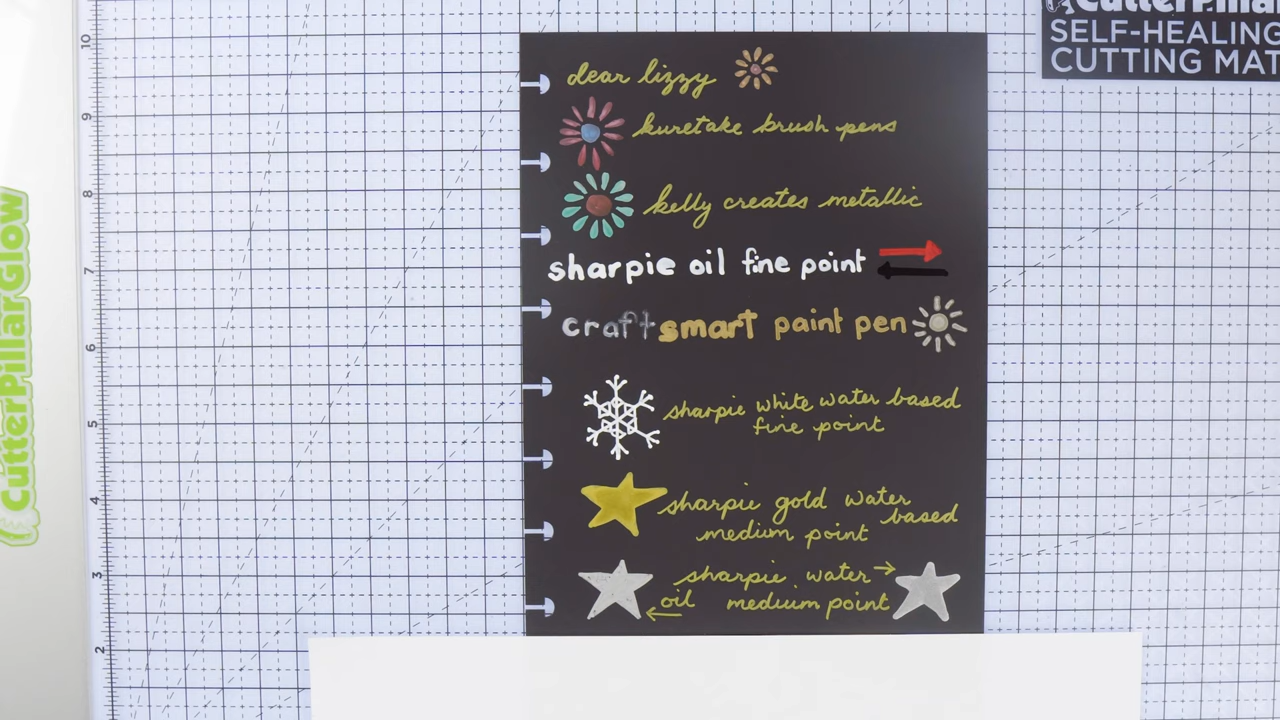 CutterPillar
SELF-HEALING
CUTTING MAT
CutterPillarGlow
10
9
8
7
6
5
4
3
2
dear lizzy
kuretake brush pens
kelly creates metallic
sharpie oil fine point
craftsmart paint pen
sharpie white water based
fine point
sharpie gold water
based
medium point
sharpie water
oil medium point